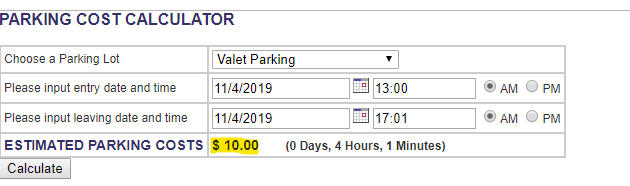 PARKING COST CALCULATOR
Choose a Parking Lot Valet Parking
Please input entry date and time 11/4/2019 13:00 AM PM
Please input leaving date and time 11/4/2019 17:01 AM PM
ESTIMATED PARKING COSTS $ 10.00 (0 Days, 4 Hours, 1 Minutes)
Calculate